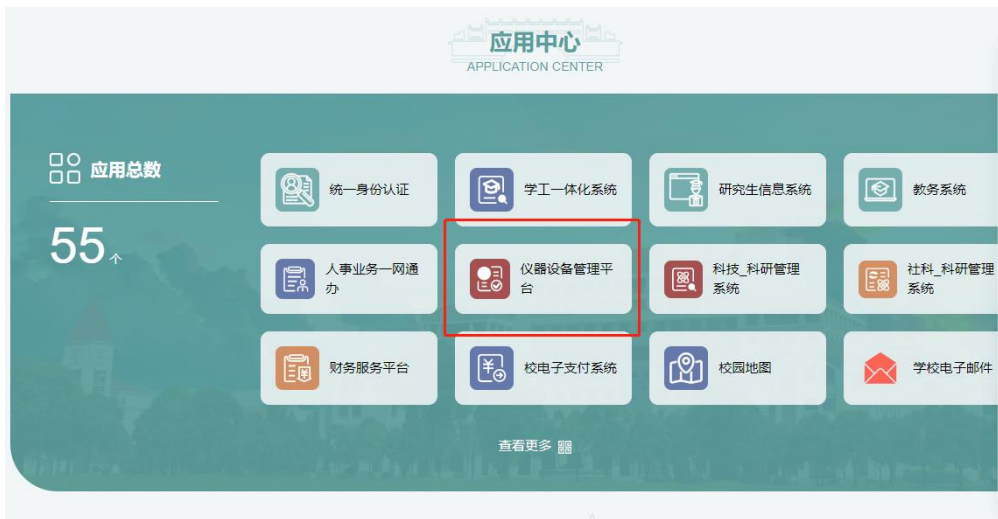 应用中心
APPLICATION CENTER
应用总数
55个
统一身份认证
学工一体化系统
研究生信息系统
教务系统
人事业务一网通
办
仪器设备管理平
台
科技_科研管理
系统
社科_科研管理
系统
财务服务平台
校电子支付系统
校园地图
学校电子邮件
查看更多